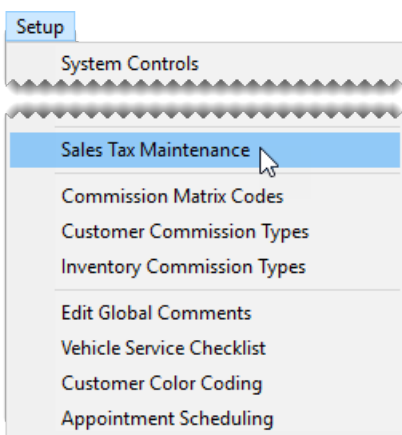 Setup
System Controls
Sales Tax Maintenance
Commission Matrix Codes
Customer Commission Types
Inventory Commission Types
Edit Global Comments
Vehicle Service Checklist
Customer Color Coding
Appointment Scheduling